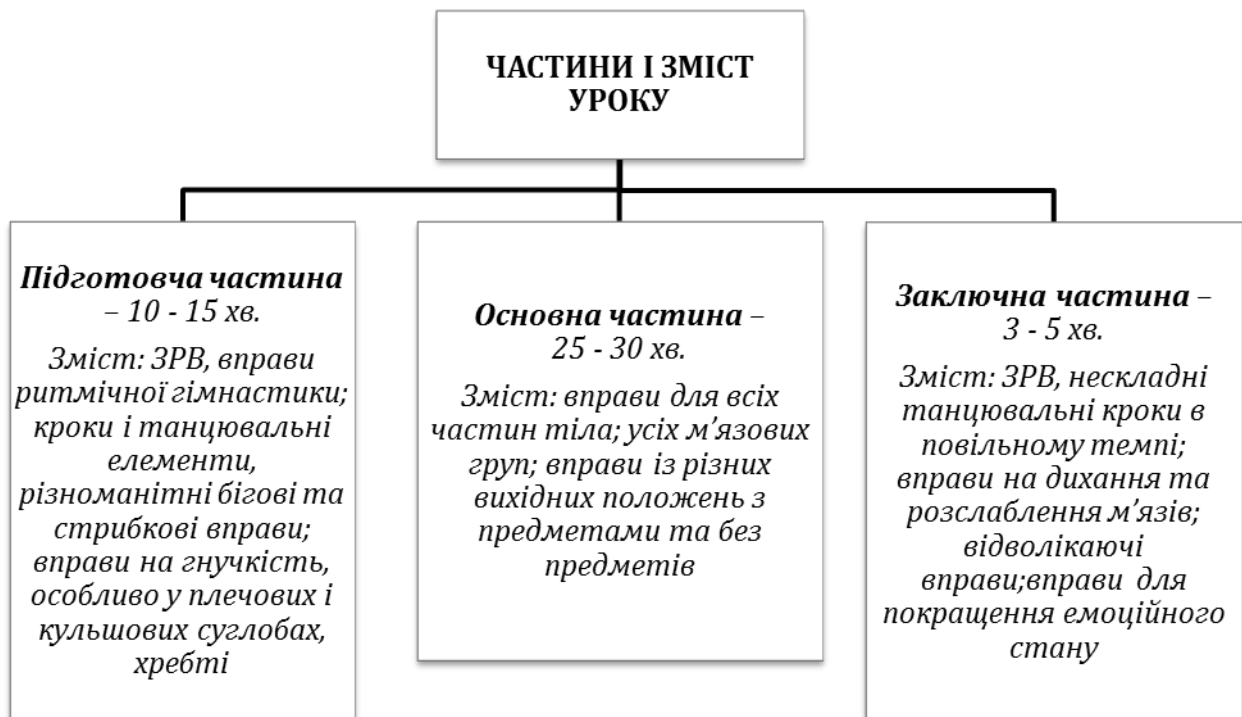 ЧАСТИНИ І ЗМІСТ
УРОКУ
Підготовча частина
– 10 - 15 хв.
Зміст: ЗРВ, вправи
ритмічної гімнастики;
кроки і танцювальні
елементи,
різноманітні бігові та
стрибкові вправи;
вправи на гнучкість,
особливо у плечових і
кульшових суглобах,
хребті
Основна частина –
25 - 30 хв.
Зміст: вправи для всіх
частин тіла; усіх м’язових
груп; вправи із різних
вихідних положень з
предметами та без
предметів
Заключна частина –
3 - 5 хв.
Зміст: ЗРВ, нескладні
танцювальні кроки в
повільному темпі;
вправи на дихання та
розслаблення м’язів;
відволікаючі
вправи;вправи для
покращення емоційного
стану